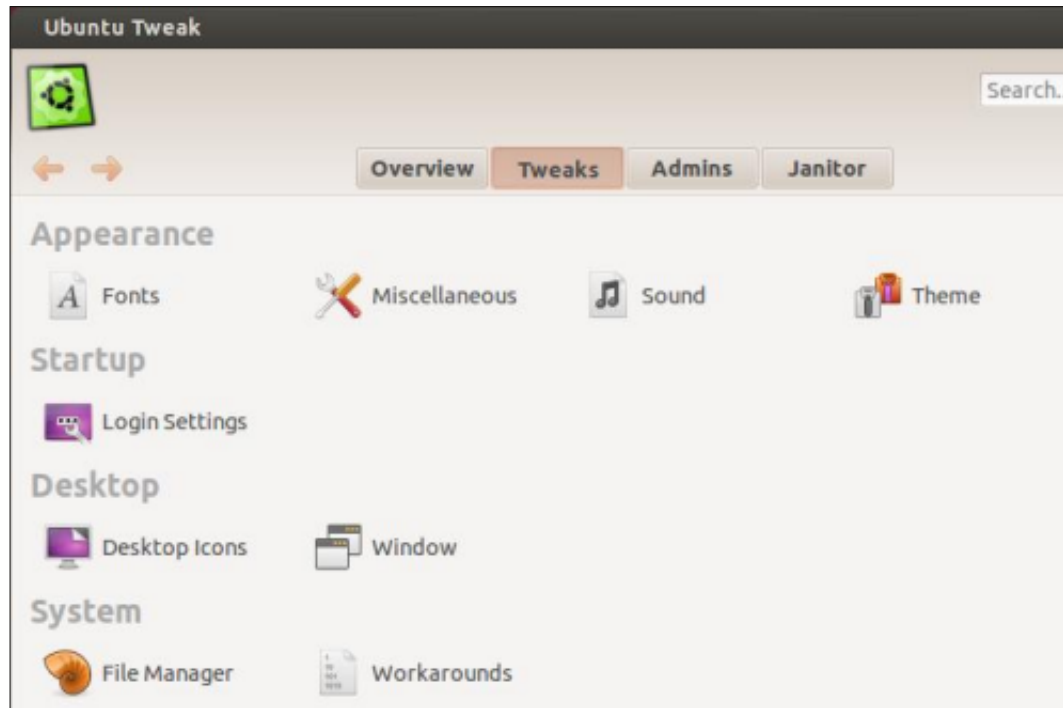 Ubuntu Tweak
Search..
Overview Tweaks Admins Janitor
Appearance
Fonts Miscellaneous Sound Theme
Startup
Login Settings
Desktop
Desktop Icons Window
System
File Manager Workarounds